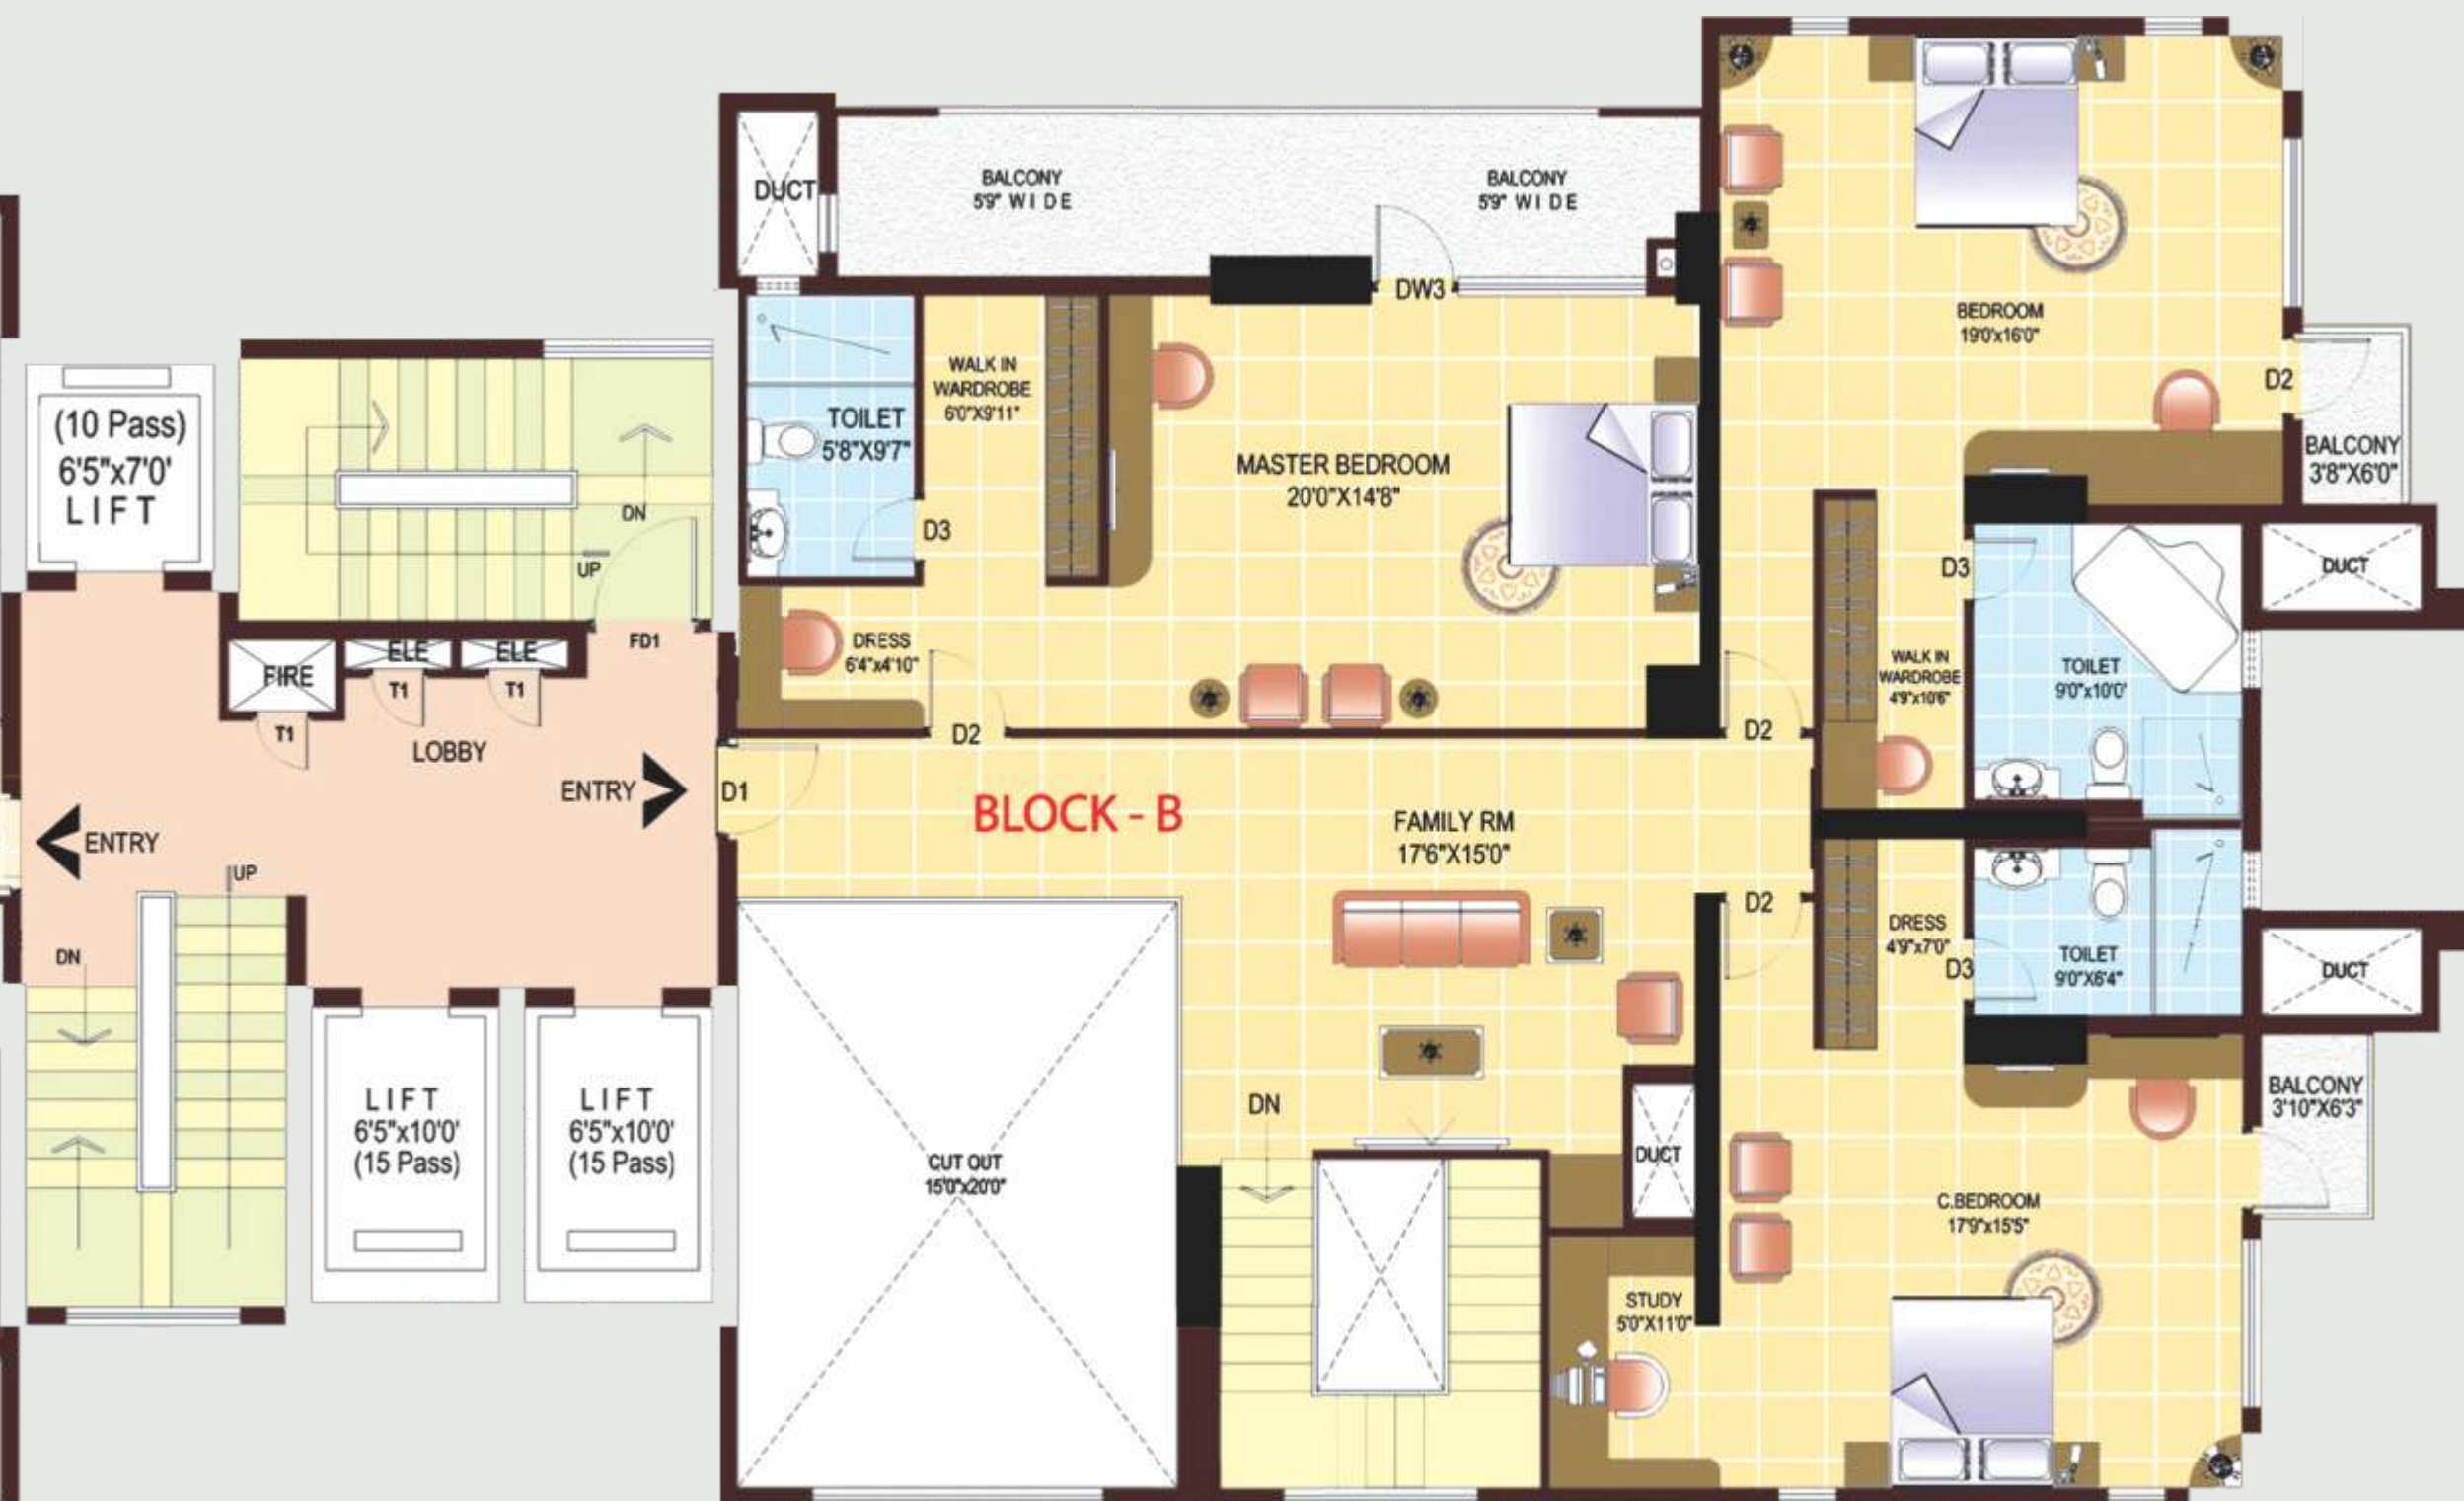 (10 Pass)
6'5"x7'0'
LIFT
DN
UP
FIRE
ELE
ELE
FD1
T1
T1
T1
LOBBY
ENTRY
ENTRY
UP
DN
LIFT
6'5"x10'0'
(15 Pass)
LIFT
6'5"x10'0'
(15 Pass)
DUCT
BALCONY
5'9" WIDE
BALCONY
5'9" WIDE
DW3
TOILET
5'8"X9'7"
WALK IN
WARDROBE
6'0"X9'11"
D3
MASTER BEDROOM
20'0"X14'8"
DRESS
6'4"x4'10"
D2
D1
BLOCK - B
FAMILY RM
17'6"X15'0"
CUT OUT
15'0"x20'0"
DN
DUCT
STUDY
5'0"X11'0"
BEDROOM
19'0'x16'0"
D2
BALCONY
3'8"X6'0"
DUCT
D3
WALK IN
WARDROBE
4'9"x10'6"
TOILET
9'0"x10'0'
D2
D2
DRESS
4'9"x7'0"
D3
TOILET
9'0"X6'4"
DUCT
BALCONY
3'10"X6'3"
C.BEDROOM
17'9"x15'5"